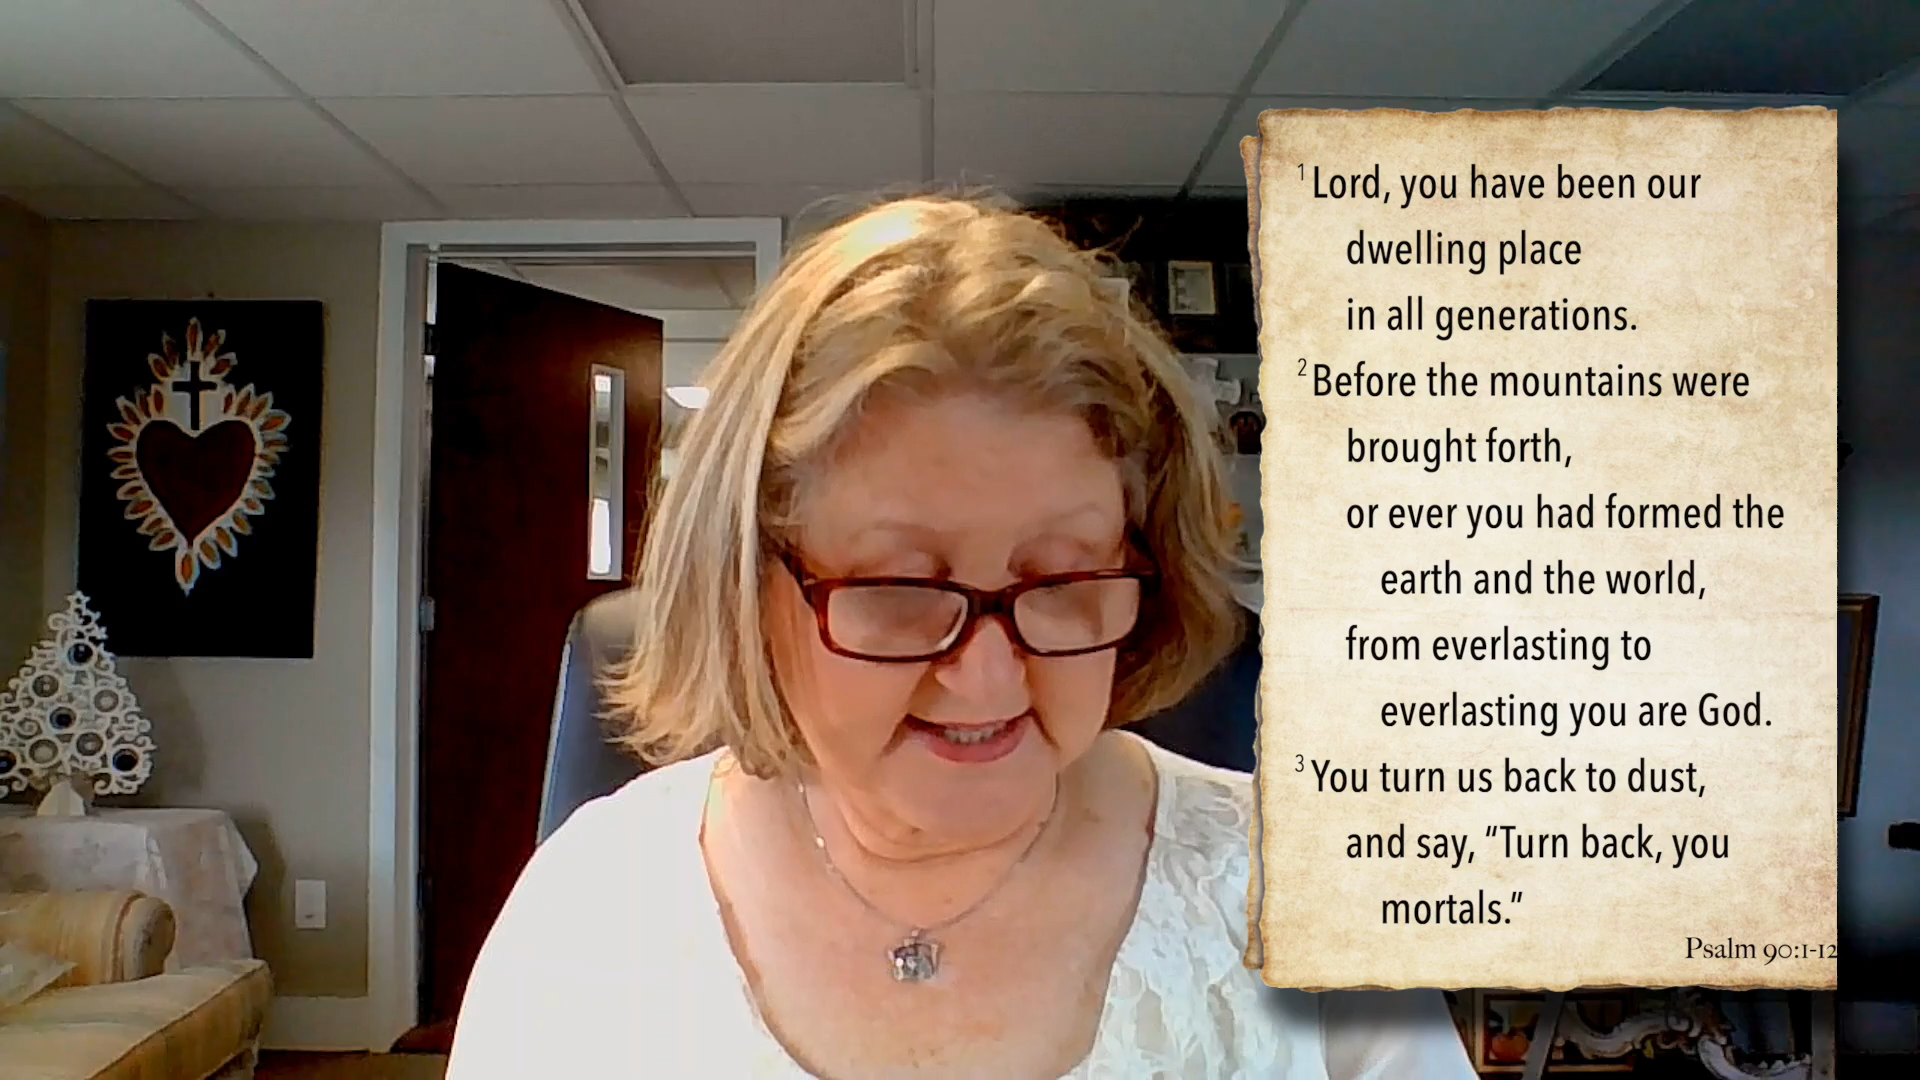 1 Lord, you have been our
dwelling place
in all generations.
2 Before the mountains were
brought forth,
or ever you had formed the
earth and the world,
from everlasting to
everlasting you are God.
3 You turn us back to dust,
and say, “Turn back, you
mortals.”
Psalm 90:1-12